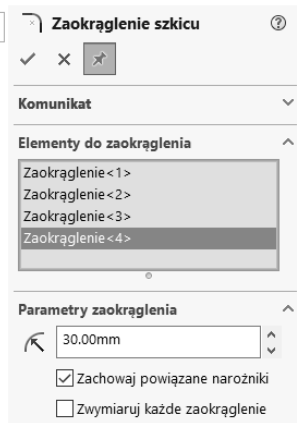 Zaokrąglenie szkicu
Komunikat
Elementy do zaokrąglenia
Zaokrąglenie<1>
Zaokrąglenie<2>
Zaokrąglenie<3>
Zaokrąglenie<4>
Parametry zaokrąglenia
30.00mm
Zachowaj powiązane narożniki
Zwymiaruj każde zaokrąglenie